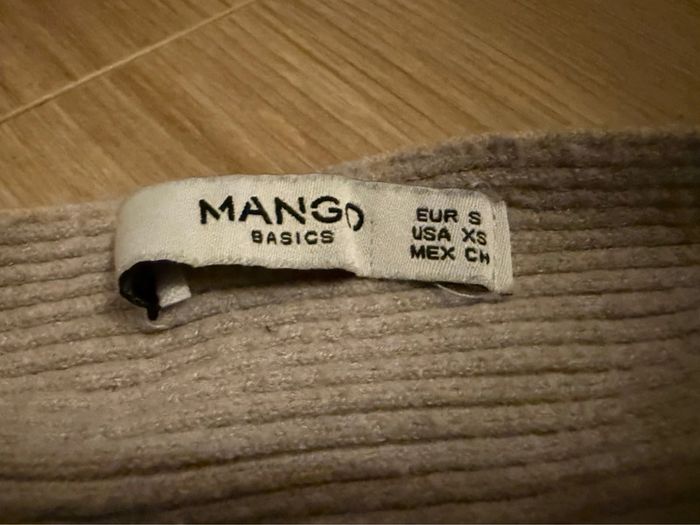 MANGO
BASICS
EUR S
USA XS
MEX CH